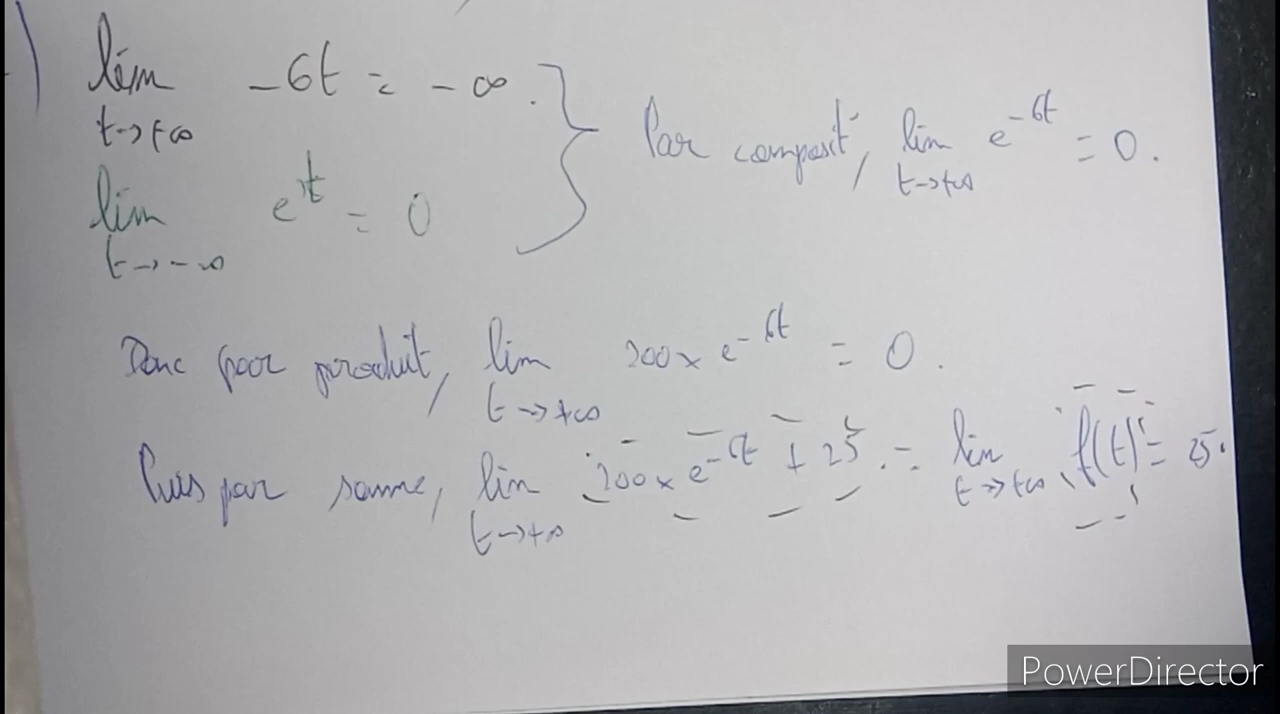 lim -6t = -∞.
t→+∞
lim e^t = 0
t→-∞
Par composit°, lim e^-6t = 0.
t→+∞
Donc par produit, lim 200× e^-6t = 0.
t→+∞
Puis par somme, lim 200× e^-6t + 25. = lim f(t) = 25.
t→+∞ t→+∞
PowerDirector